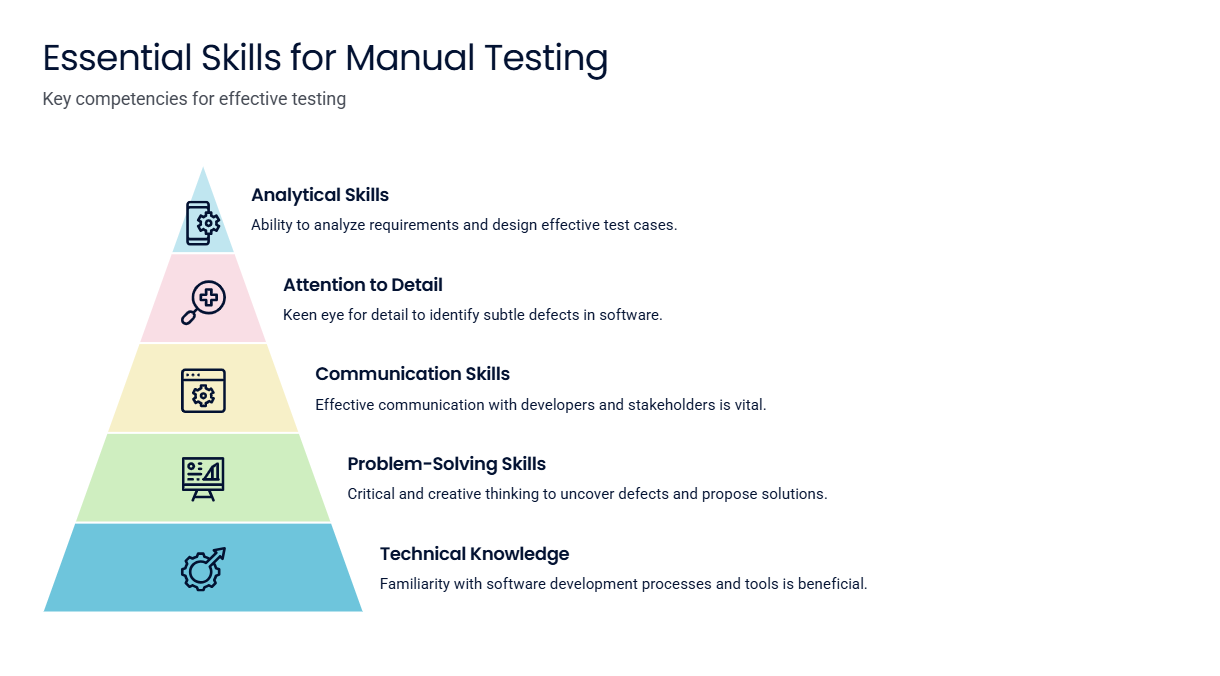 Essential Skills for Manual Testing
Key competencies for effective testing
Analytical Skills
Ability to analyze requirements and design effective test cases.
Attention to Detail
Keen eye for detail to identify subtle defects in software.
Communication Skills
Effective communication with developers and stakeholders is vital.
Problem-Solving Skills
Critical and creative thinking to uncover defects and propose solutions.
Technical Knowledge
Familiarity with software development processes and tools is beneficial.